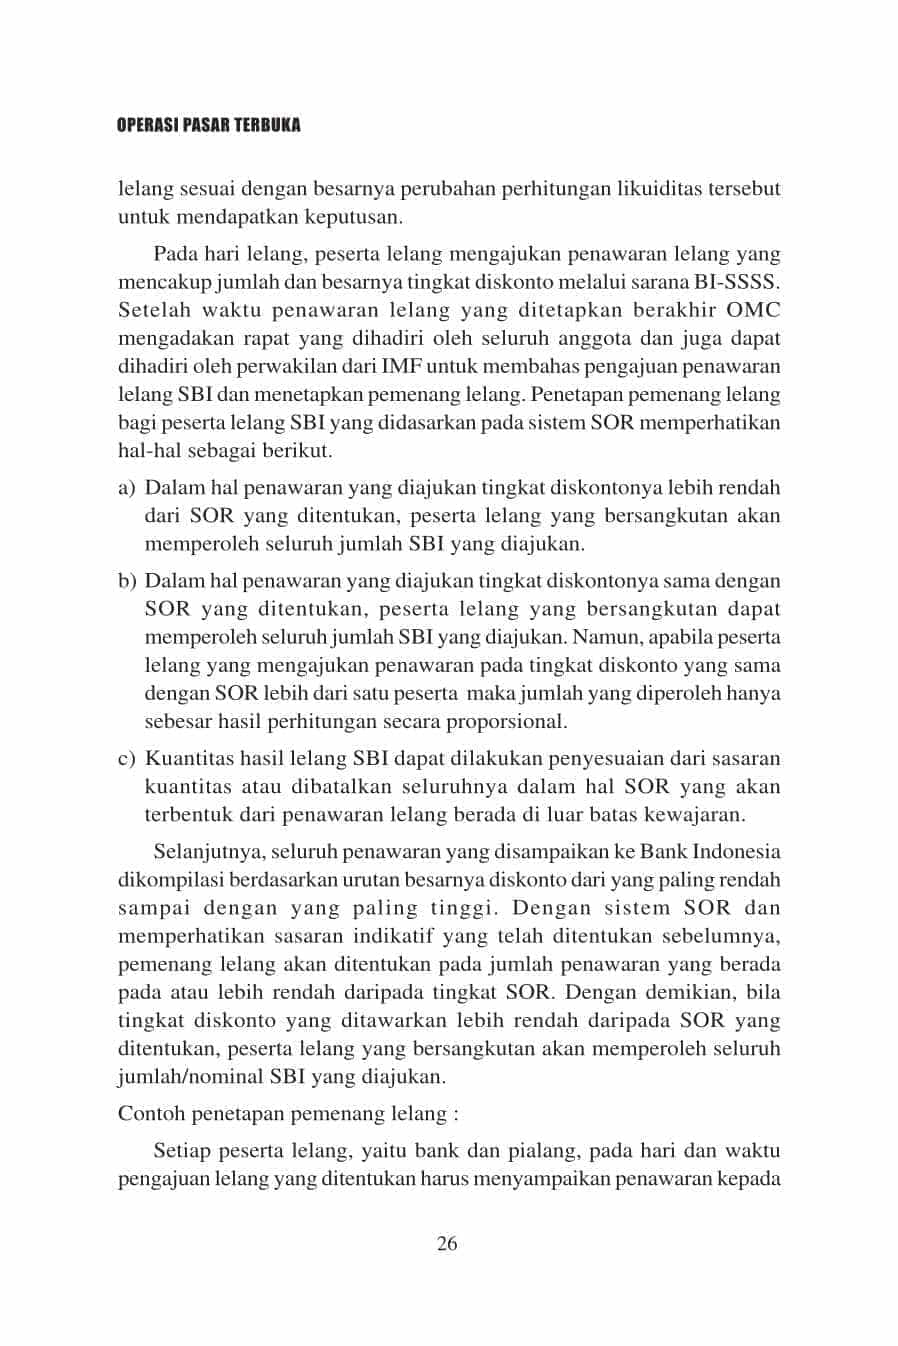 OPERASI PASAR TERBUKA
lelang sesuai dengan besarnya perubahan perhitungan likuiditas tersebut
untuk mendapatkan keputusan.
Pada hari lelang, peserta lelang mengajukan penawaran lelang yang
mencakup jumlah dan besarnya tingkat diskonto melalui sarana BI-SSSS.
Setelah waktu penawaran lelang yang ditetapkan berakhir OMC
mengadakan rapat yang dihadiri oleh seluruh anggota dan juga dapat
dihadiri oleh perwakilan dari IMF untuk membahas pengajuan penawaran
lelang SBI dan menetapkan pemenang lelang. Penetapan pemenang lelang
bagi peserta lelang SBI yang didasarkan pada sistem SOR memperhatikan
hal-hal sebagai berikut.
a) Dalam hal penawaran yang diajukan tingkat diskontonya lebih rendah
dari SOR yang ditentukan, peserta lelang yang bersangkutan akan
memperoleh seluruh jumlah SBI yang diajukan.
b) Dalam hal penawaran yang diajukan tingkat diskontonya sama dengan
SOR yang ditentukan, peserta lelang yang bersangkutan dapat
memperoleh seluruh jumlah SBI yang diajukan. Namun, apabila peserta
lelang yang mengajukan penawaran pada tingkat diskonto yang sama
dengan SOR lebih dari satu peserta maka jumlah yang diperoleh hanya
sebesar hasil perhitungan secara proporsional.
c) Kuantitas hasil lelang SBI dapat dilakukan penyesuaian dari sasaran
kuantitas atau dibatalkan seluruhnya dalam hal SOR yang akan
terbentuk dari penawaran lelang berada di luar batas kewajaran.
Selanjutnya, seluruh penawaran yang disampaikan ke Bank Indonesia
dikompilasi berdasarkan urutan besarnya diskonto dari yang paling rendah
sampai dengan yang paling tinggi. Dengan sistem SOR dan
memperhatikan sasaran indikatif yang telah ditentukan sebelumnya,
pemenang lelang akan ditentukan pada jumlah penawaran yang berada
pada atau lebih rendah daripada tingkat SOR. Dengan demikian, bila
tingkat diskonto yang ditawarkan lebih rendah daripada SOR yang
ditentukan, peserta lelang yang bersangkutan akan memperoleh seluruh
jumlah/nominal SBI yang diajukan.
Contoh penetapan pemenang lelang :
Setiap peserta lelang, yaitu bank dan pialang, pada hari dan waktu
pengajuan lelang yang ditentukan harus menyampaikan penawaran kepada
26